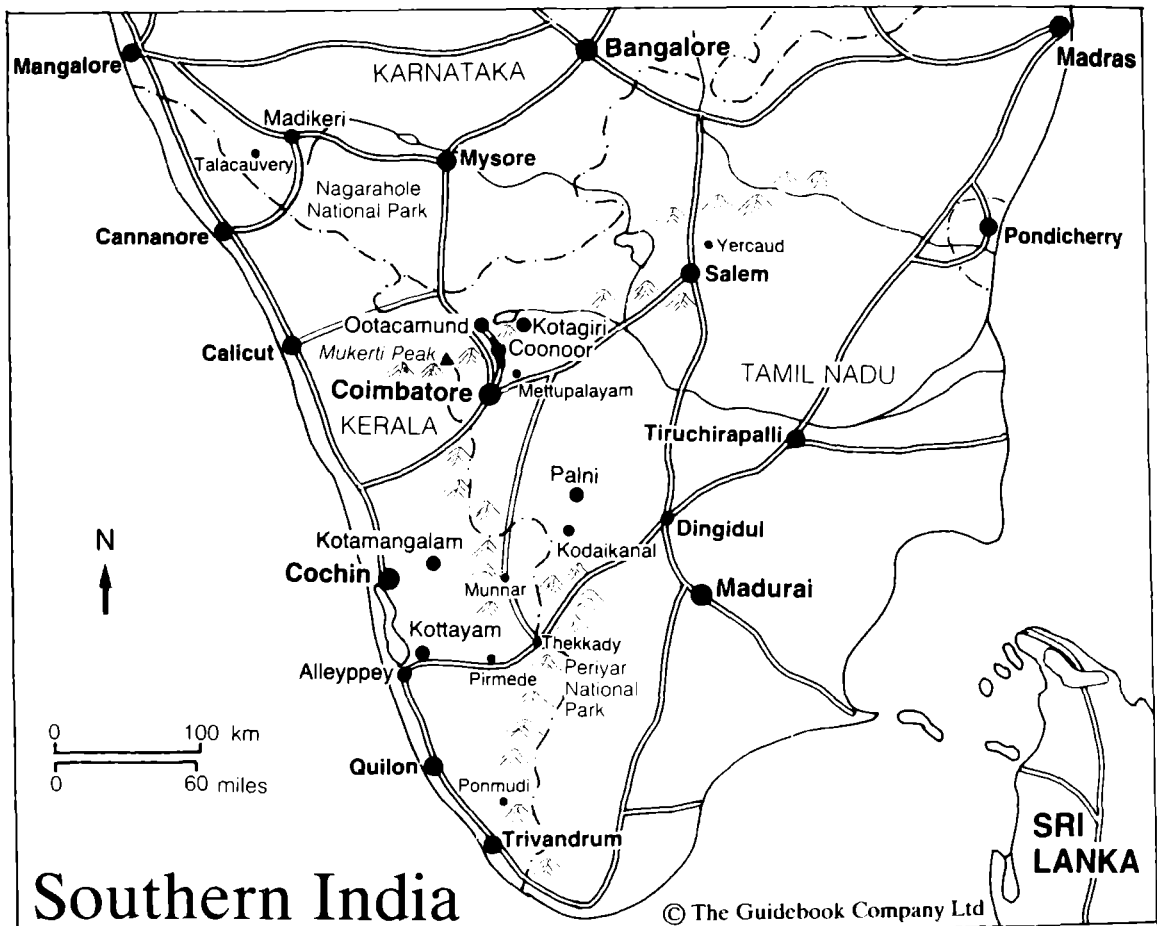 Mangalore
KARNATAKA
Bangalore
Madras
Madikeri
Talacauvery
Mysore
Nagarahole
National Park
Cannanore
Yercaud
Salem
Pondicherry
Ootacamund
Kotagiri
Calicut
Mukerti Peak
Coonoor
Coimbatore
Mettupalayam
TAMIL NADU
KERALA
Tiruchirapalli
Palni
N
Kotamangalam
Kodaikanal
Dingidul
Cochin
Munnar
Madurai
Kottayam
Thekkady
Alleyppey
Pirmede
Periyar
National
Park
0 100 km
0 60 miles
Quilon
Ponmudi
Trivandrum
SRI
LANKA
Southern India
© The Guidebook Company Ltd